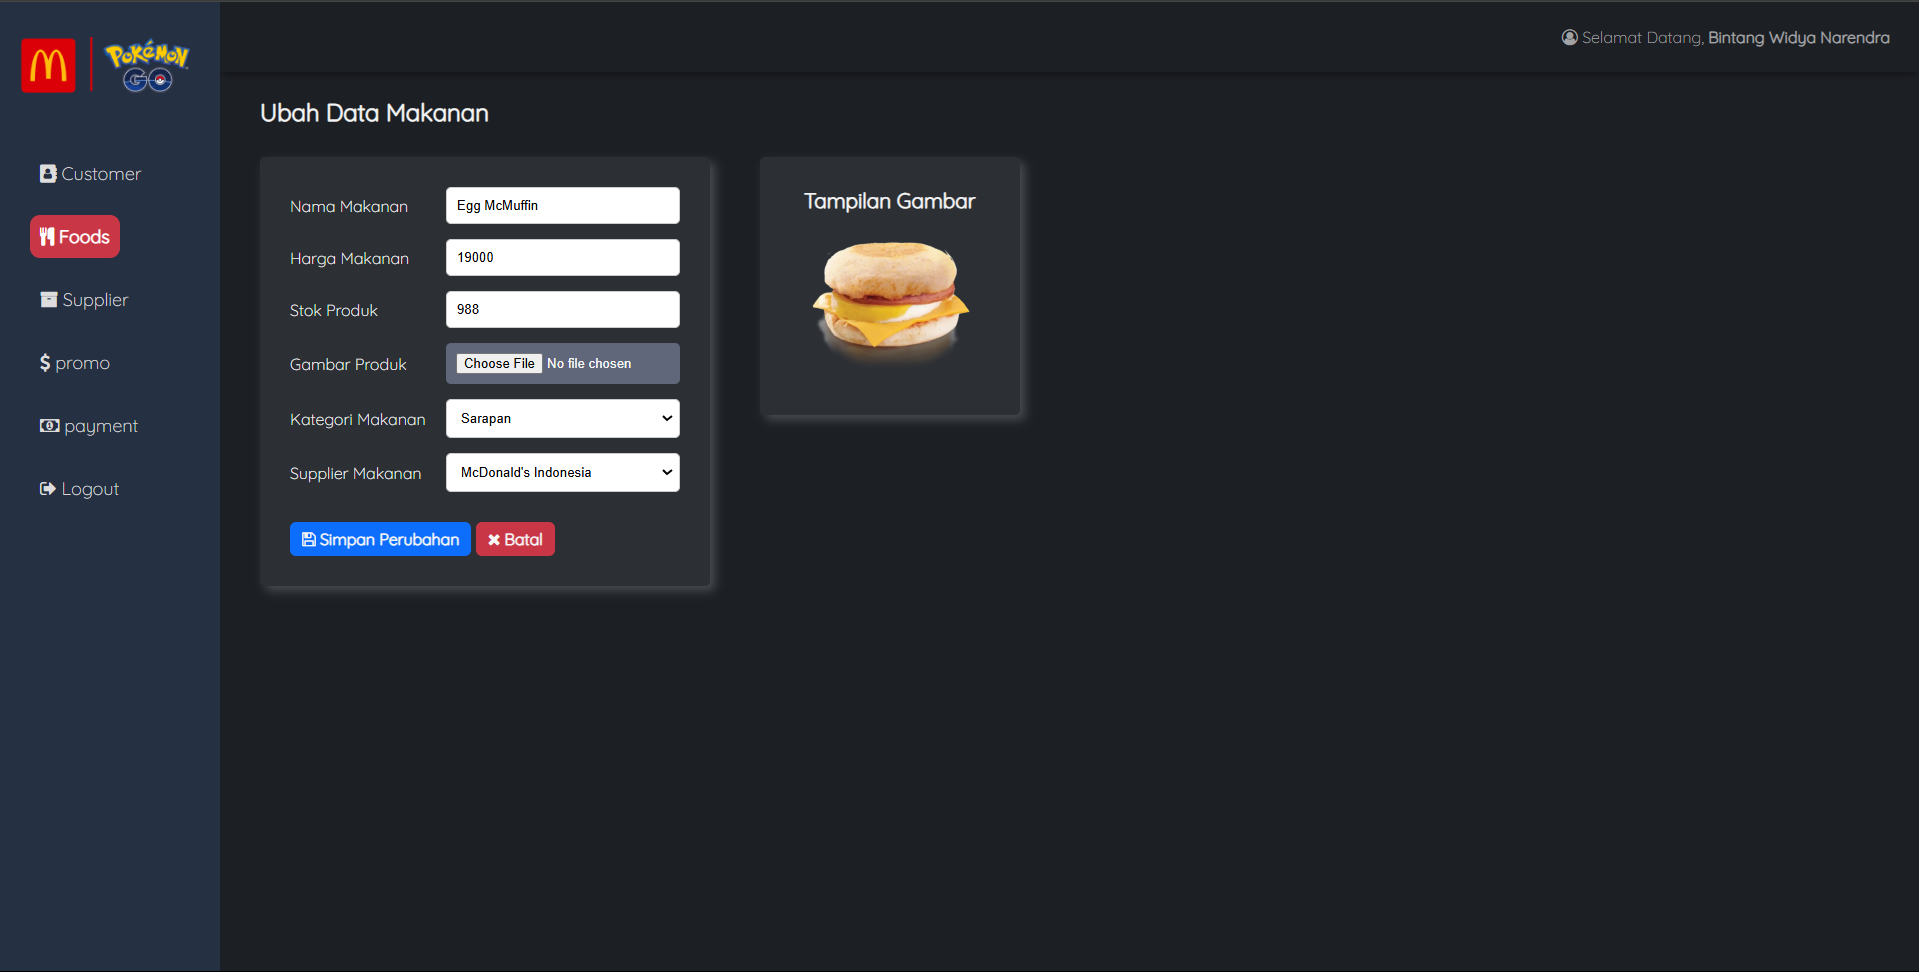 POKéMON
GO
Selamat Datang, Bintang Widya Narendra
Customer
Foods
Supplier
promo
payment
Logout
Ubah Data Makanan
Nama Makanan Egg McMuffin
Harga Makanan 19000
Stok Produk 988
Gambar Produk Choose File No file chosen
Kategori Makanan Sarapan
Supplier Makanan McDonald's Indonesia
Simpan Perubahan Batal
Tampilan Gambar